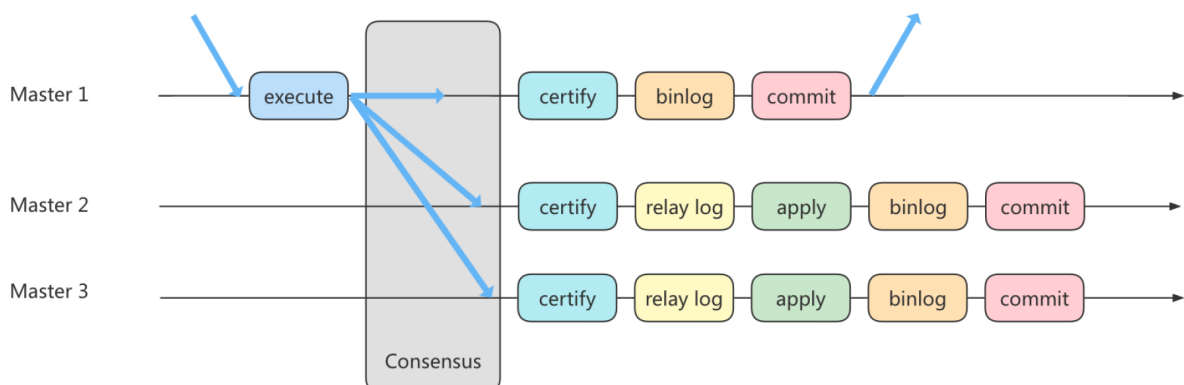 Master 1 execute certify binlog commit
Master 2 certify relay log apply binlog commit
Master 3 certify relay log apply binlog commit
Consensus